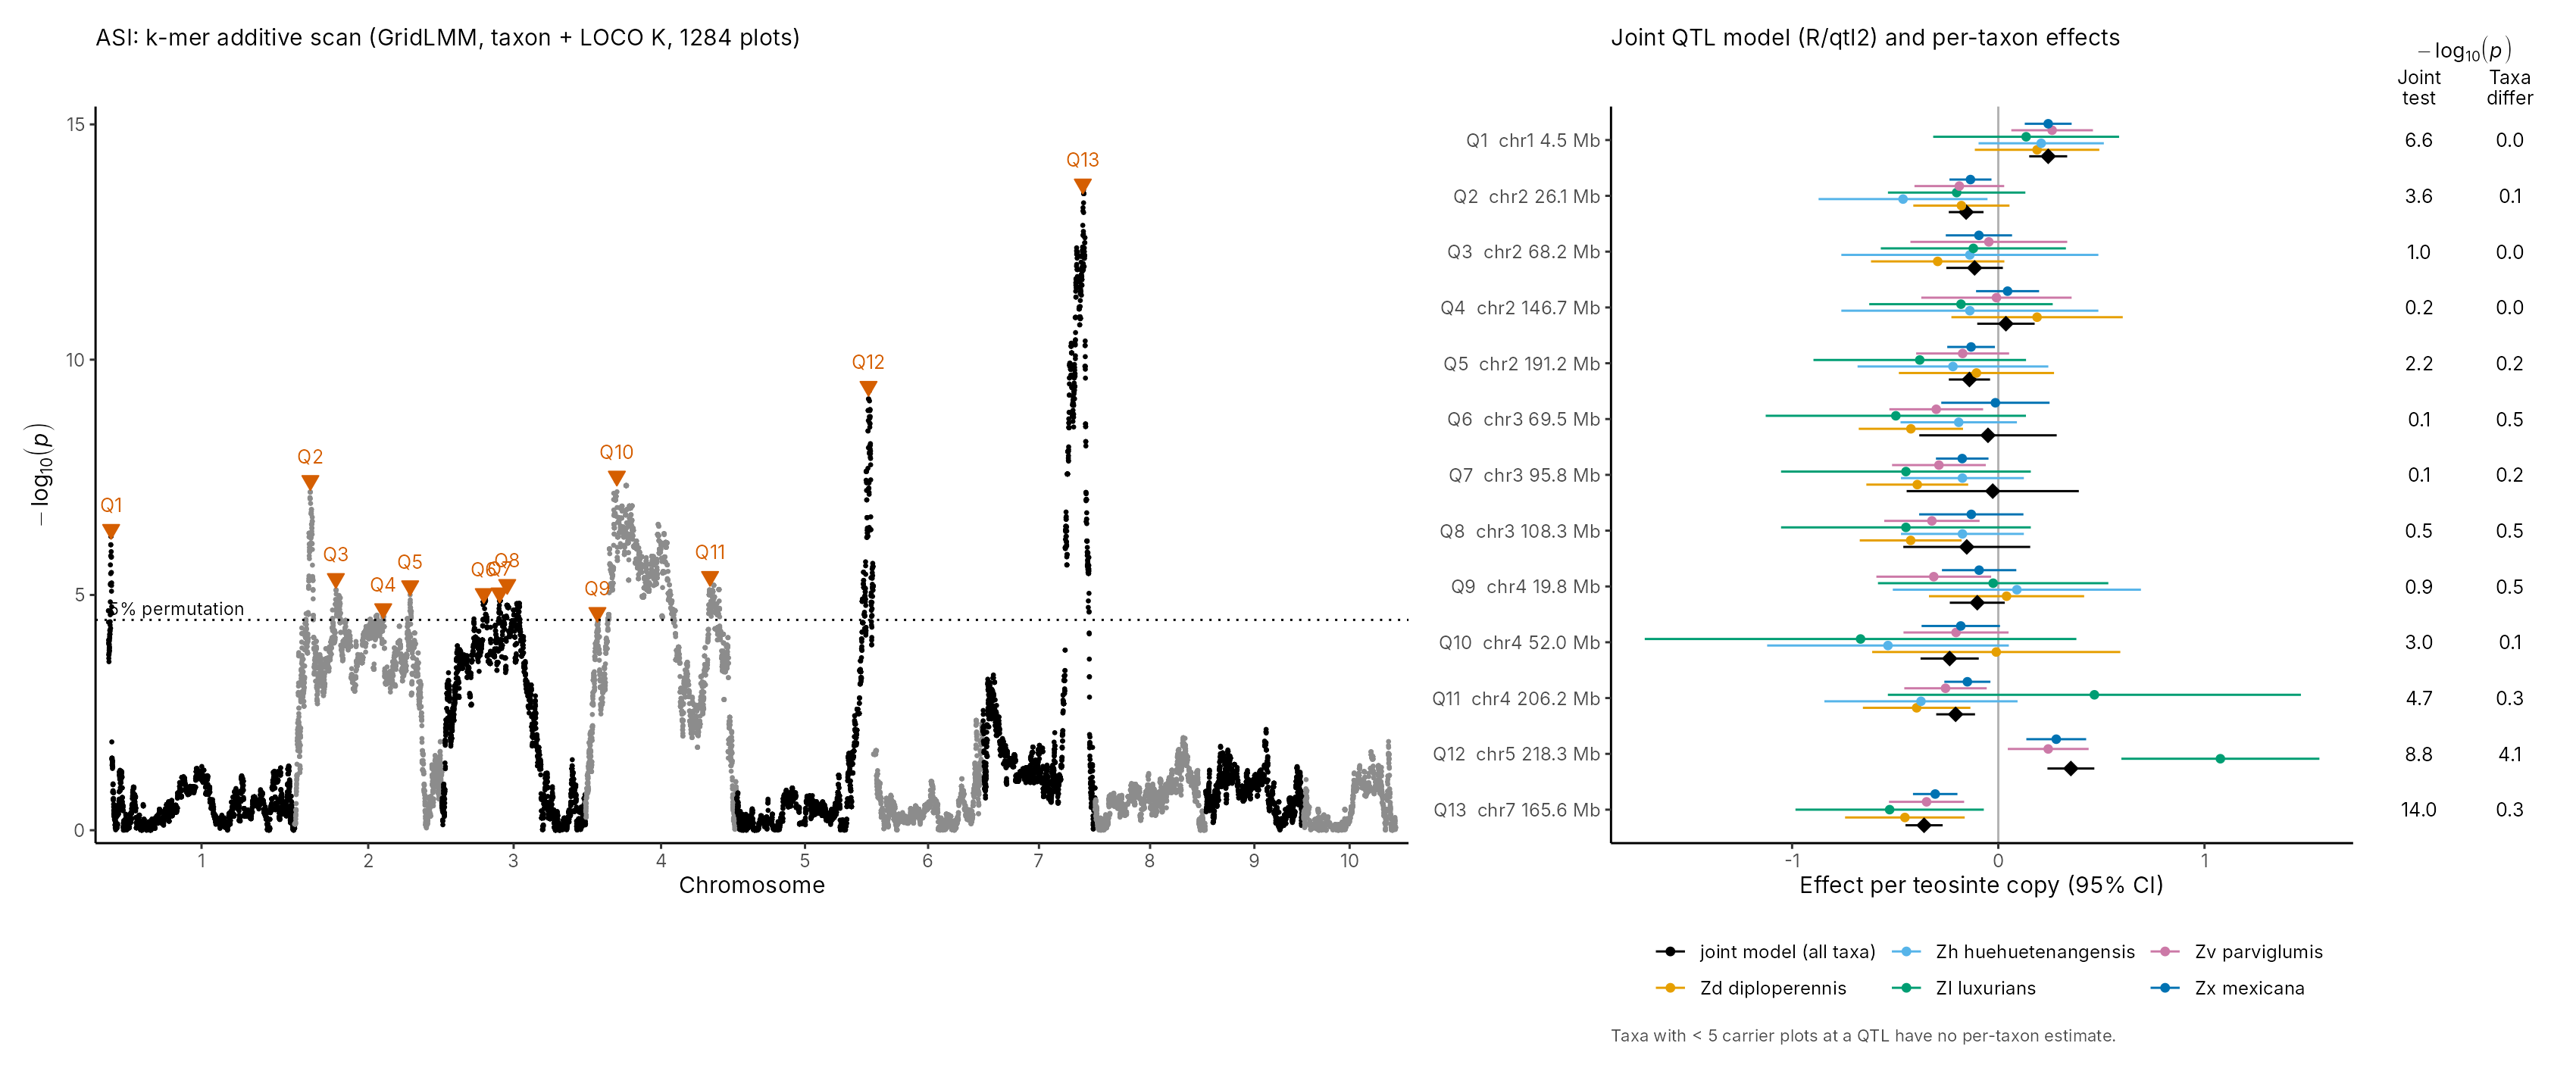 ASI: k-mer additive scan (GridLMM, taxon + LOCO K, 1284 plots)
− log10(p)
15
10
5
0
5% permutation
Q1
Q2
Q3
Q4
Q5
Q6
Q7
Q8
Q9
Q10
Q11
Q12
Q13
1 2 3 4 5 6 7 8 9 10
Chromosome
Joint QTL model (R/qtl2) and per-taxon effects
− log10(p)
Joint test
Taxa differ
Q1 chr1 4.5 Mb 6.6 0.0
Q2 chr2 26.1 Mb 3.6 0.1
Q3 chr2 68.2 Mb 1.0 0.0
Q4 chr2 146.7 Mb 0.2 0.0
Q5 chr2 191.2 Mb 2.2 0.2
Q6 chr3 69.5 Mb 0.1 0.5
Q7 chr3 95.8 Mb 0.1 0.2
Q8 chr3 108.3 Mb 0.5 0.5
Q9 chr4 19.8 Mb 0.9 0.5
Q10 chr4 52.0 Mb 3.0 0.1
Q11 chr4 206.2 Mb 4.7 0.3
Q12 chr5 218.3 Mb 8.8 4.1
Q13 chr7 165.6 Mb 14.0 0.3
-1 0 1
Effect per teosinte copy (95% CI)
joint model (all taxa) Zh huehuetenangensis Zv parviglumis
Zd diploperennis Zl luxurians Zx mexicana
Taxa with < 5 carrier plots at a QTL have no per-taxon estimate.